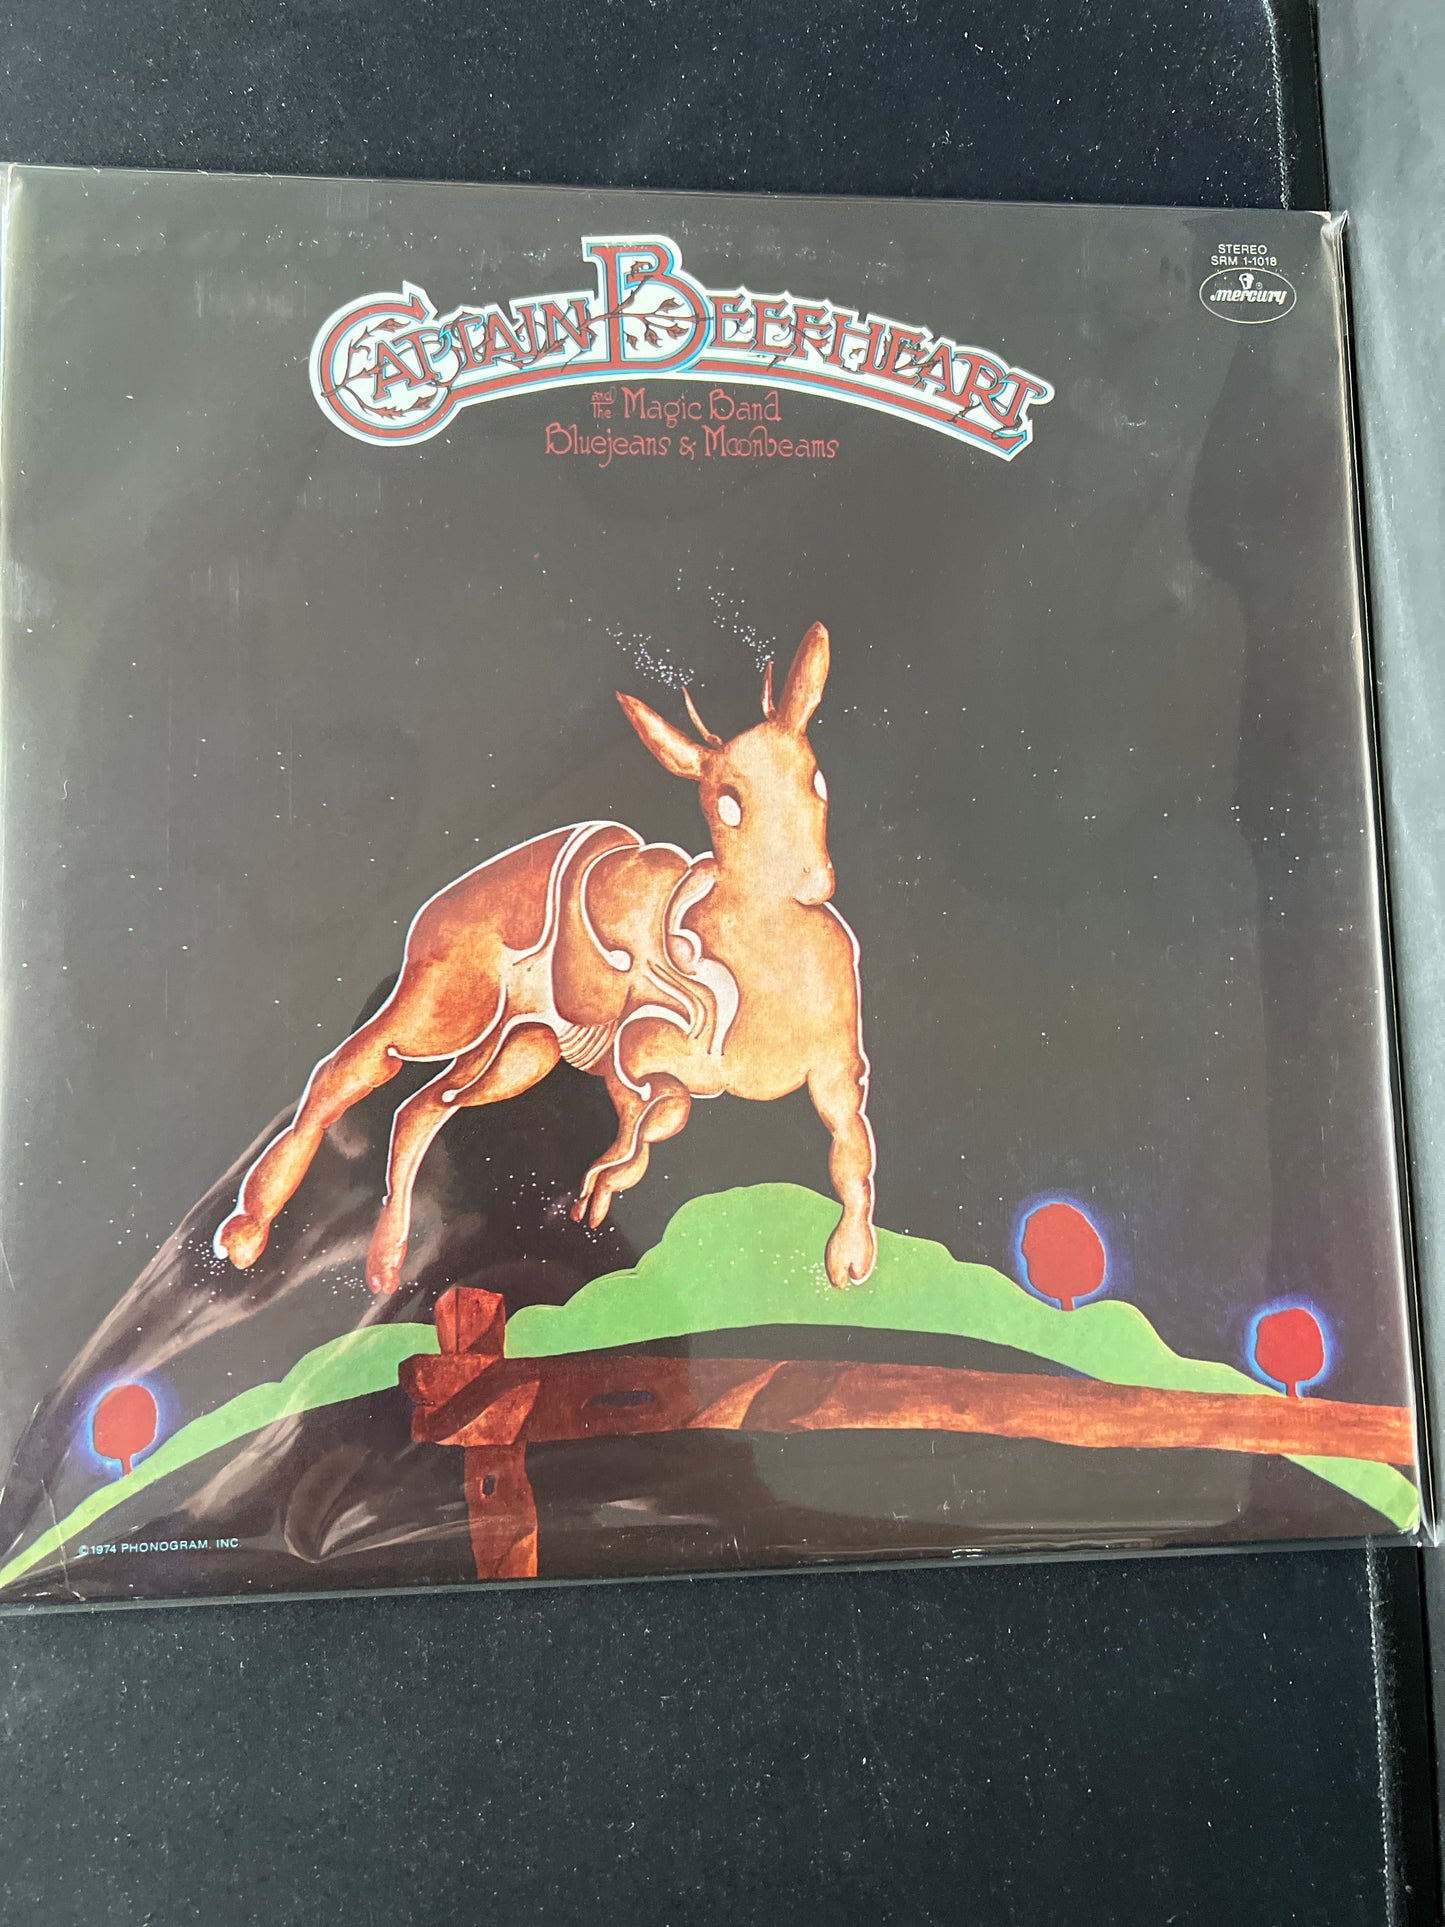 STEREO
SRM 1-1018
mercury
CAPTAIN BEEFHEART
and The Magic Band
Bluejeans & Moonbeams
©1974 PHONOGRAM, INC.